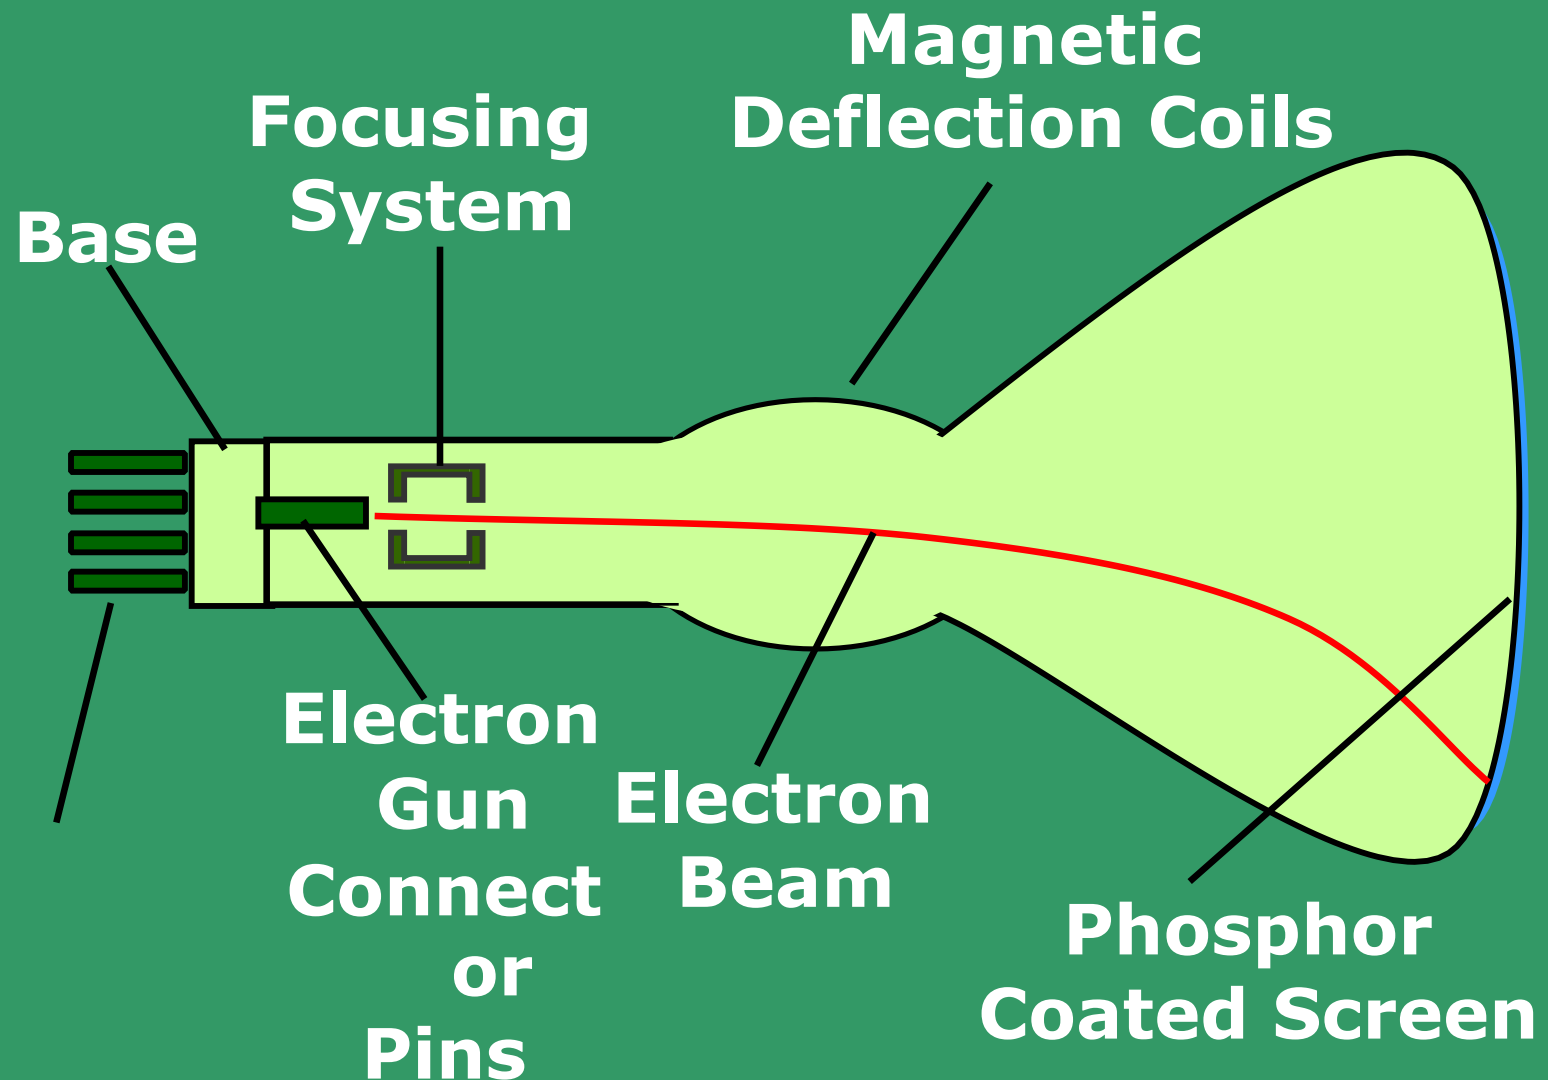 Magnetic
Deflection Coils
Focusing
System
Base
Electron
Gun
Connect
or
Pins
Electron
Beam
Phosphor
Coated Screen